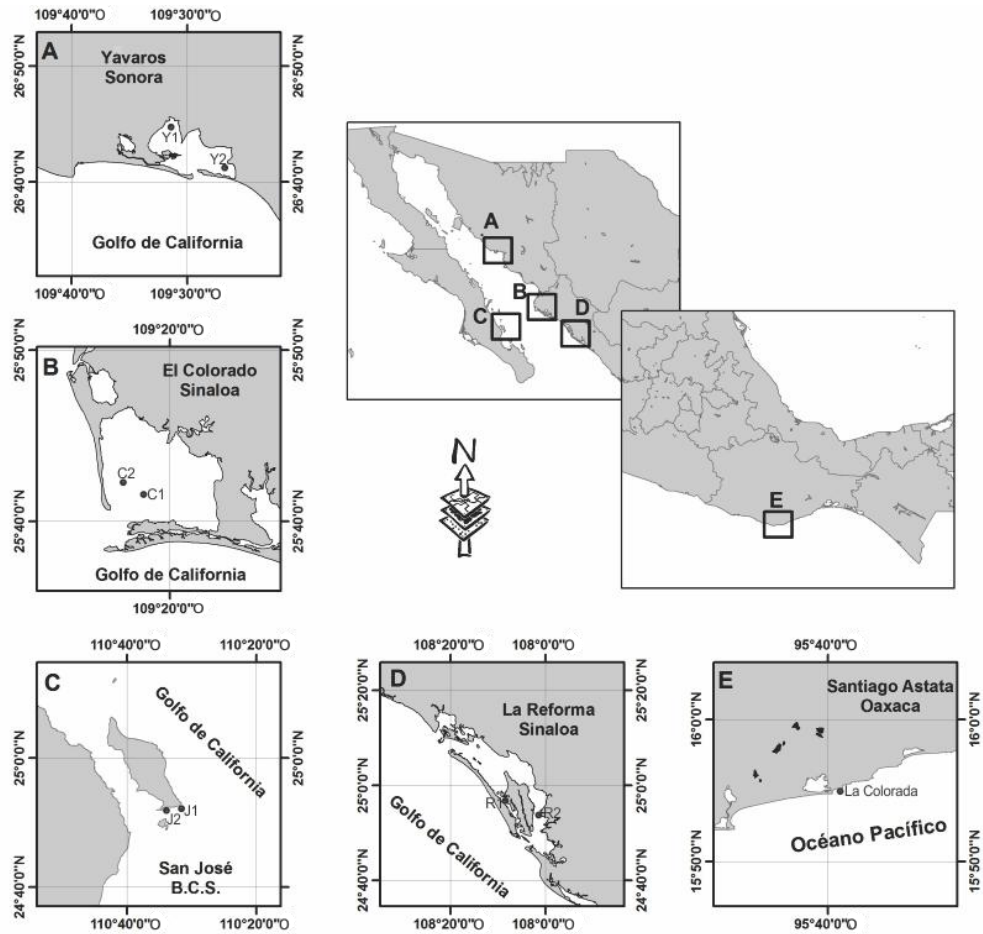 109°40'0"O 109°30'0"O
A
Yavaros
Sonora
26°50'0"N
26°50'0"N
Y1
Y2
26°40'0"N
26°40'0"N
Golfo de California
109°40'0"O 109°30'0"O
109°20'0"O
B
El Colorado
Sinaloa
25°50'0"N
25°50'0"N
C2
C1
25°40'0"N
25°40'0"N
Golfo de California
109°20'0"O
A
B
C
D
E
N
110°40'0"O 110°20'0"O
C
Golfo de California
25°0'0"N
25°0'0"N
J1
J2
San José
B.C.S.
24°40'0"N
24°40'0"N
110°40'0"O 110°20'0"O
108°20'0"O 108°0'0"O
D
25°20'0"N
25°20'0"N
La Reforma
Sinaloa
25°0'0"N
25°0'0"N
R1
R2
Golfo de California
24°40'0"N
24°40'0"N
108°20'0"O 108°0'0"O
95°40'0"O
E
Santiago Astata
Oaxaca
16°0'0"N
16°0'0"N
La Colorada
Océano Pacífico
15°50'0"N
15°50'0"N
95°40'0"O